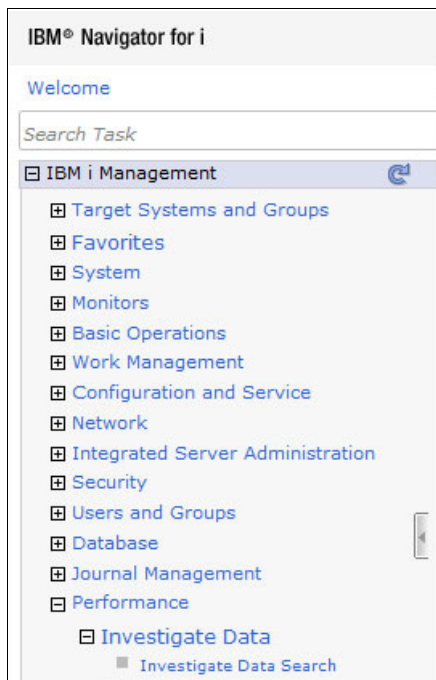 IBM® Navigator for i
Welcome
Search Task
IBM i Management
Target Systems and Groups
Favorites
System
Monitors
Basic Operations
Work Management
Configuration and Service
Network
Integrated Server Administration
Security
Users and Groups
Database
Journal Management
Performance
Investigate Data
Investigate Data Search